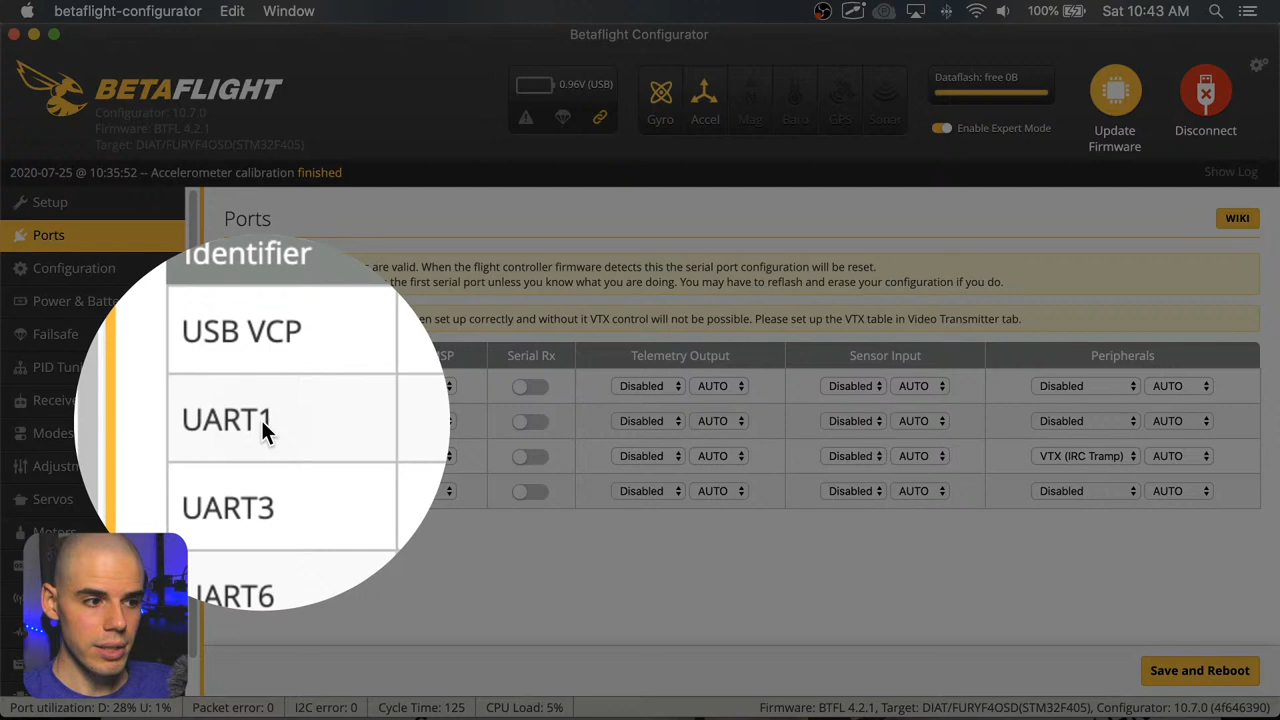 betaflight-configurator Edit Window 100% Sat 10:43 AM
Betaflight Configurator
BETAFLIGHT
Configurator: 10.7.0
Firmware: BTFL 4.2.1
Target: DIAT/FURYF4OSD(STM32F405)
0.96V (USB)
Gyro Accel Mag Baro GPS Sonar
Dataflash: free 0B
Enable Expert Mode
Update Firmware
Disconnect
2020-07-25 @ 10:35:52 -- Accelerometer calibration finished
Show Log
Setup
Ports
Configuration
Power & Batte
Failsafe
PID Tuni
Receive
Modes
Adjustm
Servos
Motors
Ports
WIKI
are valid. When the flight controller firmware detects this the serial port configuration will be reset.
the first serial port unless you know what you are doing. You may have to reflash and erase your configuration if you do.
en set up correctly and without it VTX control will not be possible. Please set up the VTX table in Video Transmitter tab.
Identifier
USB VCP
UART1
UART3
UART6
SP Serial Rx Telemetry Output Sensor Input Peripherals
Disabled AUTO Disabled AUTO Disabled AUTO
Disabled AUTO Disabled AUTO Disabled AUTO
Disabled AUTO Disabled AUTO VTX (IRC Tramp) AUTO
Disabled AUTO Disabled AUTO Disabled AUTO
Save and Reboot
Port utilization: D: 28% U: 1% Packet error: 0 I2C error: 0 Cycle Time: 125 CPU Load: 5% Firmware: BTFL 4.2.1, Target: DIAT/FURYF4OSD(STM32F405), Configurator: 10.7.0 (4f646390)